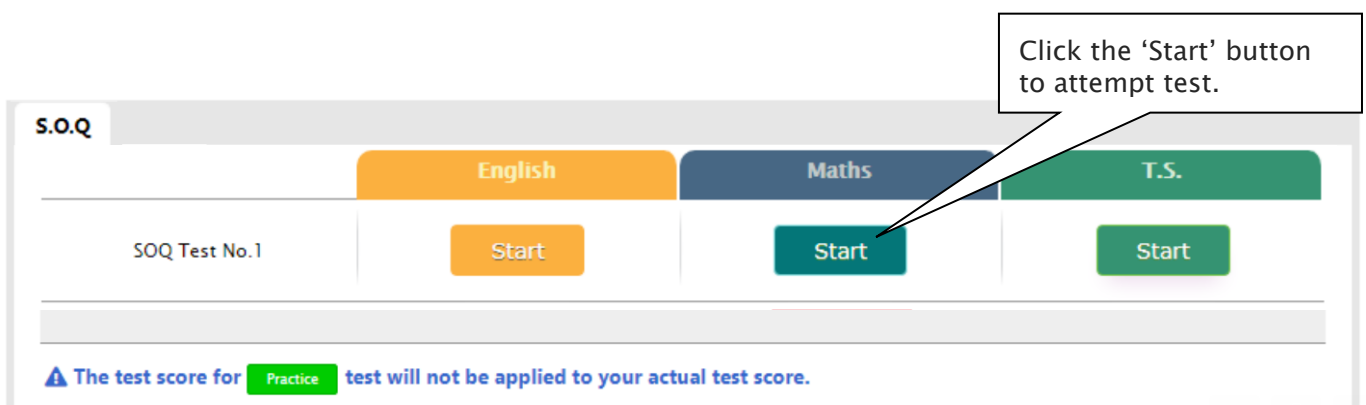 Click the ‘Start’ button
to attempt test.
S.O.Q
English Maths T.S.
SOQ Test No.1 Start Start Start
The test score for Practice test will not be applied to your actual test score.